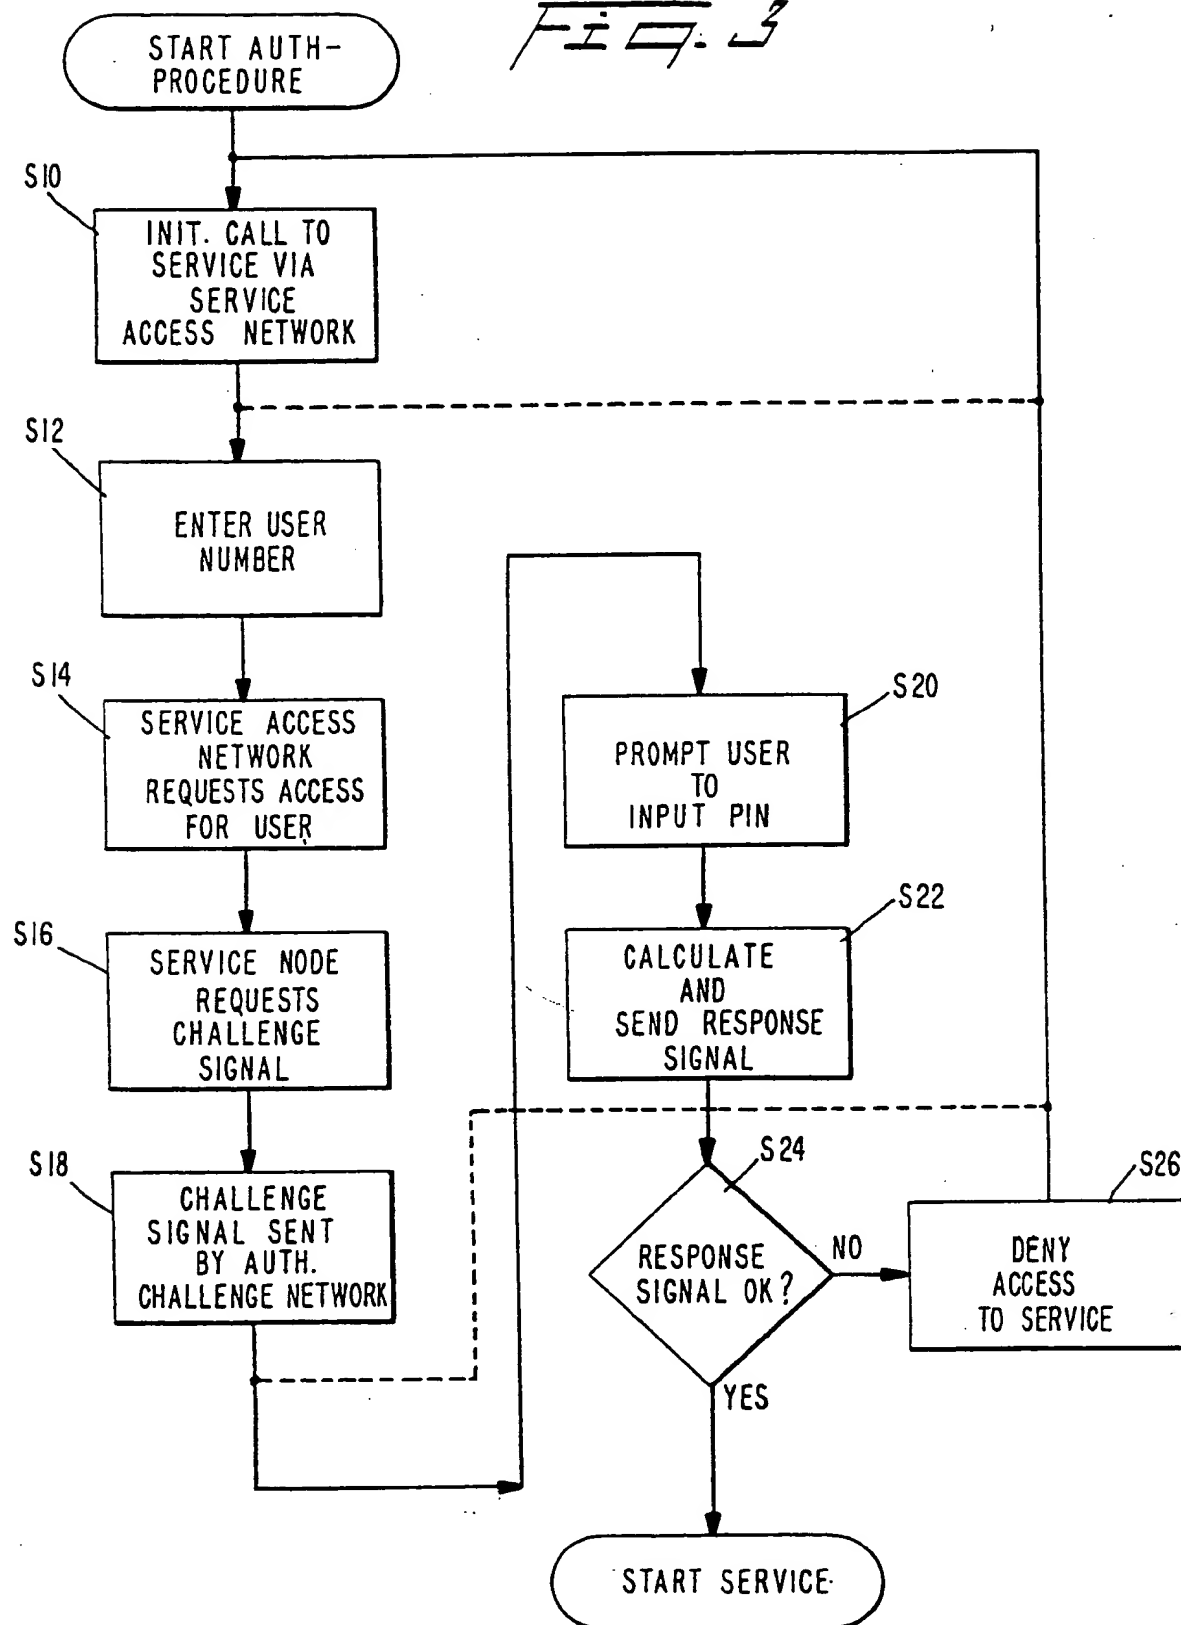 Fig. 3
START AUTH-
PROCEDURE
S10
INIT. CALL TO
SERVICE VIA
SERVICE
ACCESS NETWORK
S12
ENTER USER
NUMBER
S14
SERVICE ACCESS
NETWORK
REQUESTS ACCESS
FOR USER
S16
SERVICE NODE
REQUESTS
CHALLENGE
SIGNAL
S18
CHALLENGE
SIGNAL SENT
BY AUTH.
CHALLENGE NETWORK
S20
PROMPT USER
TO
INPUT PIN
S22
CALCULATE
AND
SEND RESPONSE
SIGNAL
S24
RESPONSE
SIGNAL OK?
NO
YES
S26
DENY
ACCESS
TO SERVICE
START SERVICE